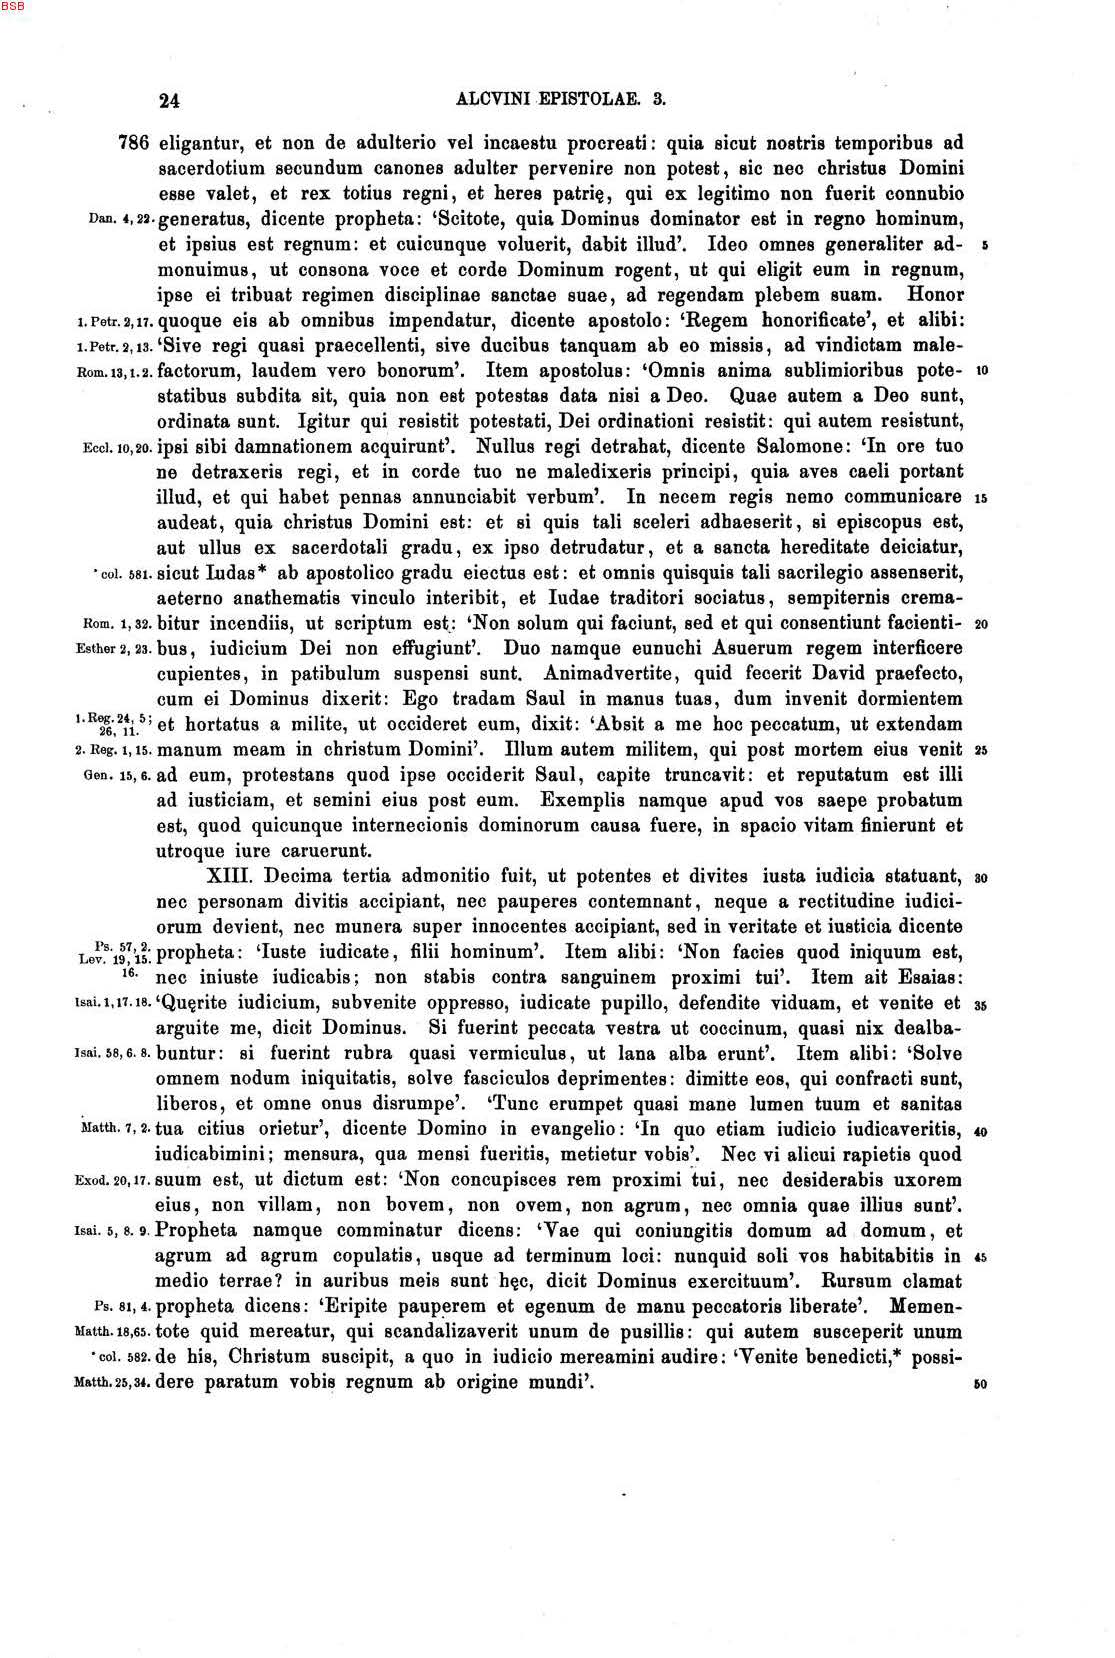 BSB
24 ALCVINI EPISTOLAE. 3.
786 eligantur, et non de adulterio vel incaestu procreati: quia sicut nostris temporibus ad
sacerdotium secundum canones adulter pervenire non potest, sic nec christus Domini
esse valet, et rex totius regni, et heres patrię, qui ex legitimo non fuerit connubio
Dan. 4, 22. generatus, dicente propheta: ‘Scitote, quia Dominus dominator est in regno hominum,
et ipsius est regnum: et cuicunque voluerit, dabit illud’. Ideo omnes generaliter ad- 5
monuimus, ut consona voce et corde Dominum rogent, ut qui eligit eum in regnum,
ipse ei tribuat regimen disciplinae sanctae suae, ad regendam plebem suam. Honor
1. Petr. 2,17. quoque eis ab omnibus impendatur, dicente apostolo: ‘Regem honorificate’, et alibi:
1. Petr. 2, 13. ‘Sive regi quasi praecellenti, sive ducibus tanquam ab eo missis, ad vindictam male-
Rom. 13, 1. 2. factorum, laudem vero bonorum’. Item apostolus: ‘Omnis anima sublimioribus pote- 10
statibus subdita sit, quia non est potestas data nisi a Deo. Quae autem a Deo sunt,
ordinata sunt. Igitur qui resistit potestati, Dei ordinationi resistit: qui autem resistunt,
Eccl. 10, 20. ipsi sibi damnationem acquirunt’. Nullus regi detrahat, dicente Salomone: ‘In ore tuo
ne detraxeris regi, et in corde tuo ne maledixeris principi, quia aves caeli portant
illud, et qui habet pennas annunciabit verbum’. In necem regis nemo communicare 15
audeat, quia christus Domini est: et si quis tali sceleri adhaeserit, si episcopus est,
aut ullus ex sacerdotali gradu, ex ipso detrudatur, et a sancta hereditate deiciatur,
*col. 581. sicut Iudas* ab apostolico gradu eiectus est: et omnis quisquis tali sacrilegio assenserit,
aeterno anathematis vinculo interibit, et Iudae traditori sociatus, sempiternis crema-
Rom. 1, 32. bitur incendiis, ut scriptum est: ‘Non solum qui faciunt, sed et qui consentiunt facienti- 20
Esther 2, 23. bus, iudicium Dei non effugiunt’. Duo namque eunuchi Asuerum regem interficere
cupientes, in patibulum suspensi sunt. Animadvertite, quid fecerit David praefecto,
cum ei Dominus dixerit: Ego tradam Saul in manus tuas, dum invenit dormientem
1. Reg. 24, 5; 26, 11. et hortatus a milite, ut occideret eum, dixit: ‘Absit a me hoc peccatum, ut extendam
2. Reg. 1, 15. manum meam in christum Domini’. Illum autem militem, qui post mortem eius venit 25
Gen. 15, 6. ad eum, protestans quod ipse occiderit Saul, capite truncavit: et reputatum est illi
ad iusticiam, et semini eius post eum. Exemplis namque apud vos saepe probatum
est, quod quicunque internecionis dominorum causa fuere, in spacio vitam finierunt et
utroque iure caruerunt.
XIII. Decima tertia admonitio fuit, ut potentes et divites iusta iudicia statuant, 30
nec personam divitis accipiant, nec pauperes contemnant, neque a rectitudine iudici-
orum devient, nec munera super innocentes accipiant, sed in veritate et iusticia dicente
Ps. 57, 2. Lev. 19, 15. propheta: ‘Iuste iudicate, filii hominum’. Item alibi: ‘Non facies quod iniquum est,
16. nec iniuste iudicabis; non stabis contra sanguinem proximi tui’. Item ait Esaias:
Isai. 1, 17. 18. ‘Quęrite iudicium, subvenite oppresso, iudicate pupillo, defendite viduam, et venite et 35
arguite me, dicit Dominus. Si fuerint peccata vestra ut coccinum, quasi nix dealba-
Isai. 58, 6. 8. buntur: si fuerint rubra quasi vermiculus, ut lana alba erunt’. Item alibi: ‘Solve
omnem nodum iniquitatis, solve fasciculos deprimentes: dimitte eos, qui confracti sunt,
liberos, et omne onus disrumpe’. ‘Tunc erumpet quasi mane lumen tuum et sanitas
Matth. 7, 2. tua citius orietur’, dicente Domino in evangelio: ‘In quo etiam iudicio iudicaveritis, 40
iudicabimini; mensura, qua mensi fueritis, metietur vobis’. Nec vi alicui rapietis quod
Exod. 20, 17. suum est, ut dictum est: ‘Non concupisces rem proximi tui, nec desiderabis uxorem
eius, non villam, non bovem, non ovem, non agrum, nec omnia quae illius sunt’.
Isai. 5, 8. 9. Propheta namque comminatur dicens: ‘Vae qui coniungitis domum ad domum, et
agrum ad agrum copulatis, usque ad terminum loci: nunquid soli vos habitabitis in 45
medio terrae? in auribus meis sunt hęc, dicit Dominus exercituum’. Rursum clamat
Ps. 81, 4. propheta dicens: ‘Eripite pauperem et egenum de manu peccatoris liberate’. Memen-
Matth. 18,65. tote quid mereatur, qui scandalizaverit unum de pusillis: qui autem susceperit unum
*col. 582. de his, Christum suscipit, a quo in iudicio mereamini audire: ‘Venite benedicti,* possi-
Matth. 25, 34. dere paratum vobis regnum ab origine mundi’. 50